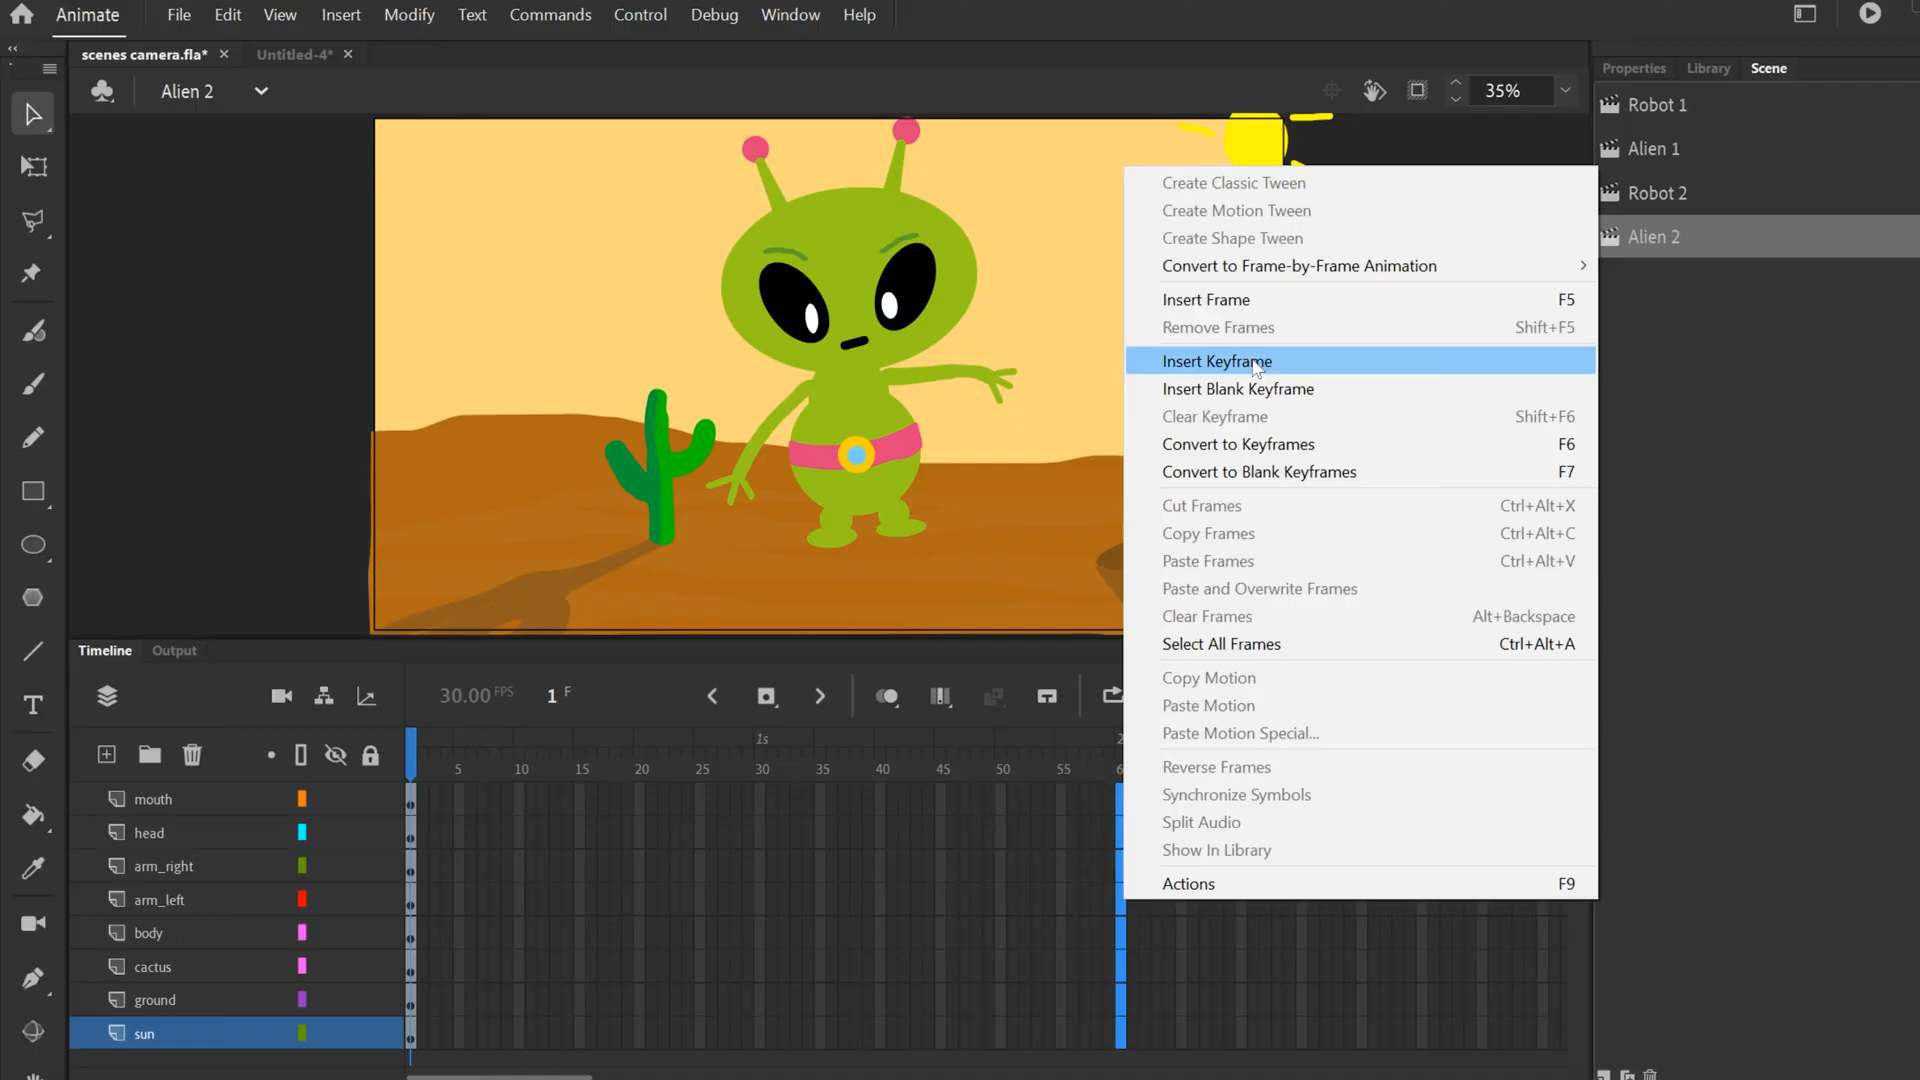 Animate File Edit View Insert Modify Text Commands Control Debug Window Help
scenes camera.fla* Untitled-4*
Properties Library Scene
Alien 2
35%
Robot 1
Alien 1
Robot 2
Alien 2
Create Classic Tween
Create Motion Tween
Create Shape Tween
Convert to Frame-by-Frame Animation
Insert Frame F5
Remove Frames Shift+F5
Insert Keyframe
Insert Blank Keyframe
Clear Keyframe Shift+F6
Convert to Keyframes F6
Convert to Blank Keyframes F7
Cut Frames Ctrl+Alt+X
Copy Frames Ctrl+Alt+C
Paste Frames Ctrl+Alt+V
Paste and Overwrite Frames
Clear Frames Alt+Backspace
Select All Frames Ctrl+Alt+A
Copy Motion
Paste Motion
Paste Motion Special...
Reverse Frames
Synchronize Symbols
Split Audio
Show In Library
Actions F9
Timeline Output
30.00 FPS 1 F
1s 2
5 10 15 20 25 30 35 40 45 50 55 6
mouth
head
arm_right
arm_left
body
cactus
ground
sun